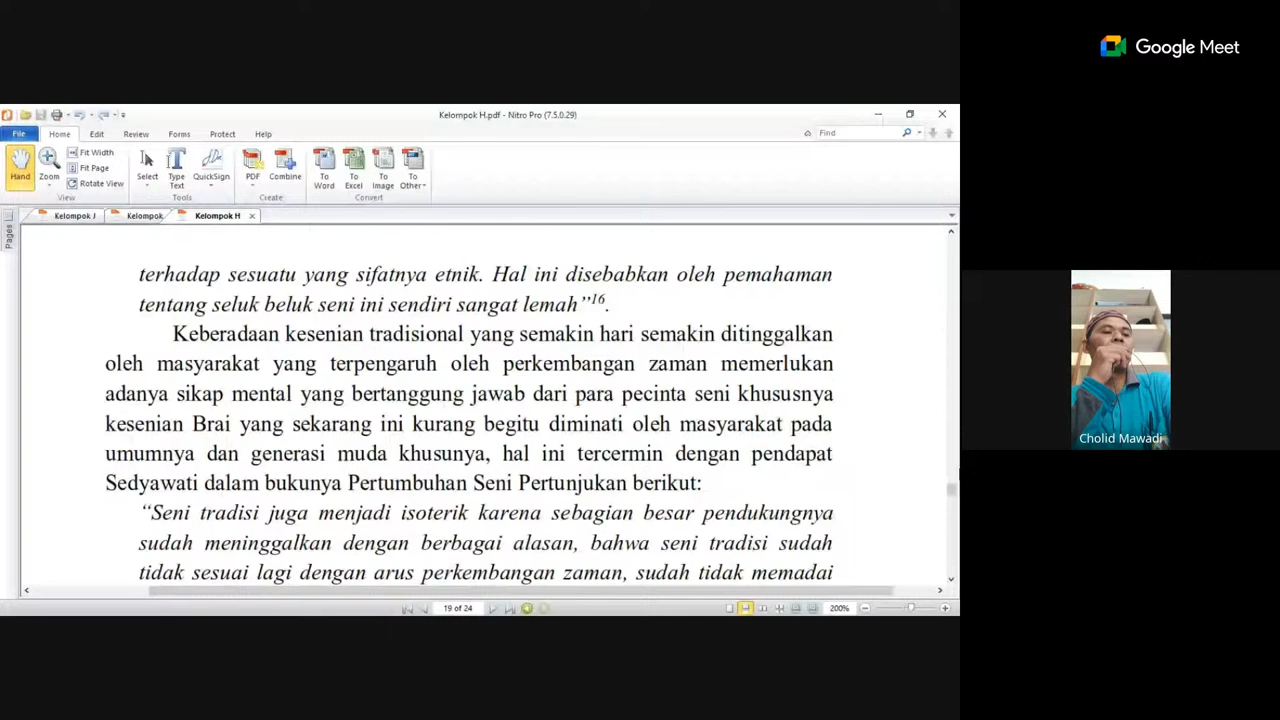 Google Meet
Kelompok H.pdf - Nitro Pro (7.5.0.29)
File Home Edit Review Forms Protect Help
Find
Hand
Zoom
Fit Width
Fit Page
Rotate View
View
Select
Type Text
QuickSign
Tools
PDF
Combine
Create
To Word
To Excel
To Image
To Other
Convert
Kelompok J
Kelompok
Kelompok H
Pages
terhadap sesuatu yang sifatnya etnik. Hal ini disebabkan oleh pemahaman
tentang seluk beluk seni ini sendiri sangat lemah”16.
Keberadaan kesenian tradisional yang semakin hari semakin ditinggalkan
oleh masyarakat yang terpengaruh oleh perkembangan zaman memerlukan
adanya sikap mental yang bertanggung jawab dari para pecinta seni khususnya
kesenian Brai yang sekarang ini kurang begitu diminati oleh masyarakat pada
umumnya dan generasi muda khusunya, hal ini tercermin dengan pendapat
Sedyawati dalam bukunya Pertumbuhan Seni Pertunjukan berikut:
“Seni tradisi juga menjadi isoterik karena sebagian besar pendukungnya
sudah meninggalkan dengan berbagai alasan, bahwa seni tradisi sudah
tidak sesuai lagi dengan arus perkembangan zaman, sudah tidak memadai
19 of 24
200%
Cholid Mawadi